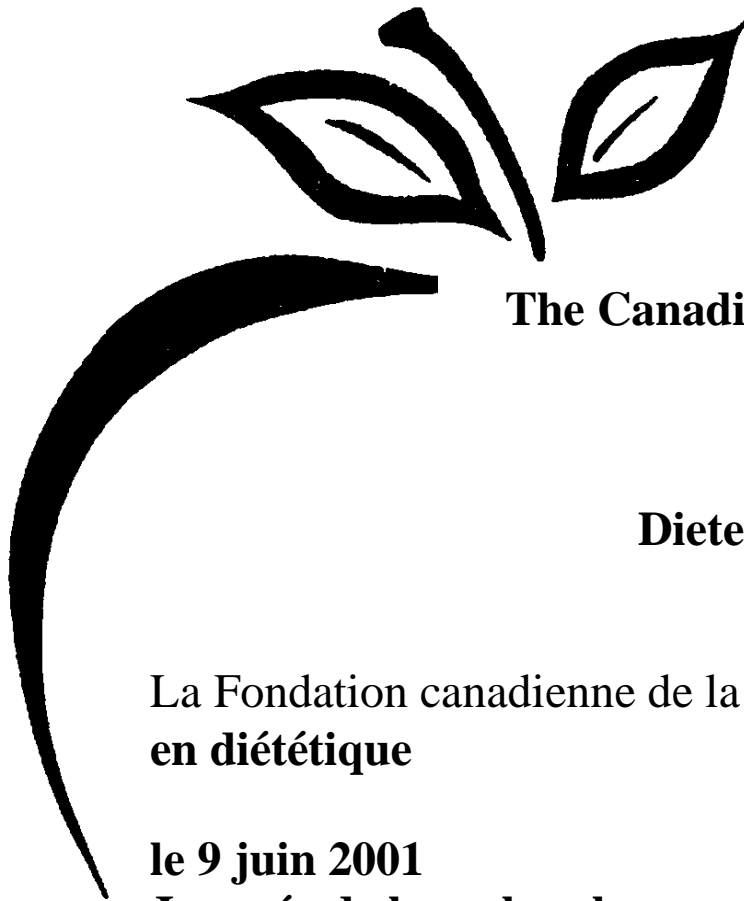 The Canadi
Diete
La Fondation canadienne de la
en diététique
le 9 juin 2001